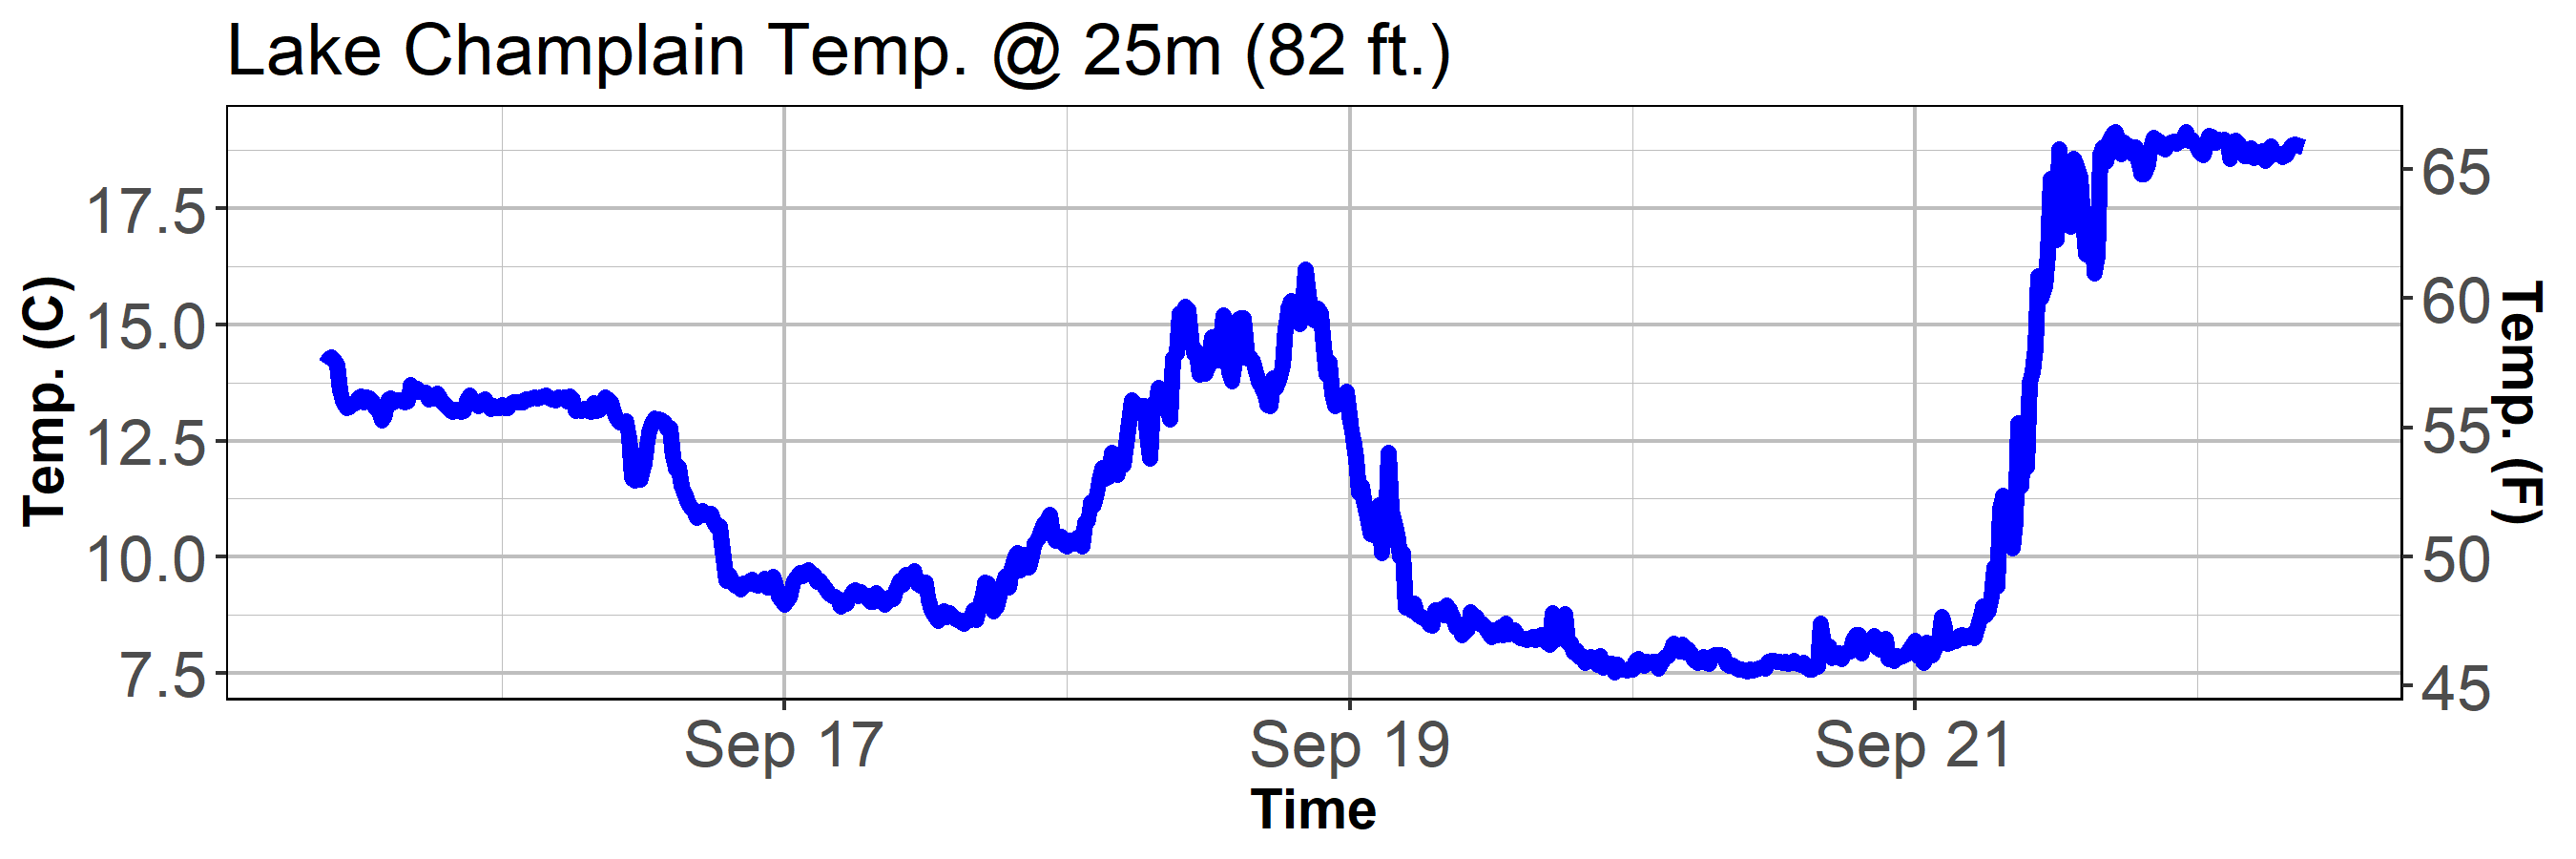 Lake Champlain Temp. @ 25m (82 ft.)
Temp. (C)
17.5
15.0
12.5
10.0
7.5
65
60
55
50
45
Temp. (F)
Sep 17 Sep 19 Sep 21
Time